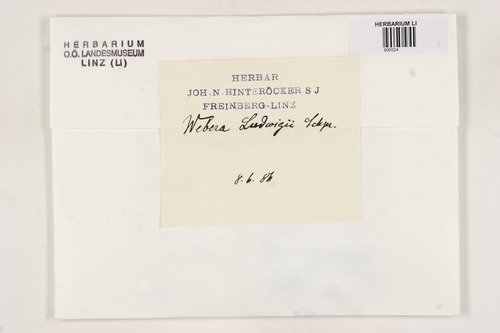 HERBARIUM
O.Ö. LANDESMUSEUM
LINZ (LI)
HERBARIUM LI
HERBAR
JOH. N. HINTERÖCKER S J
FREINBERG-LINZ
Webera Ludwigii Schpr.
8. 6. 86